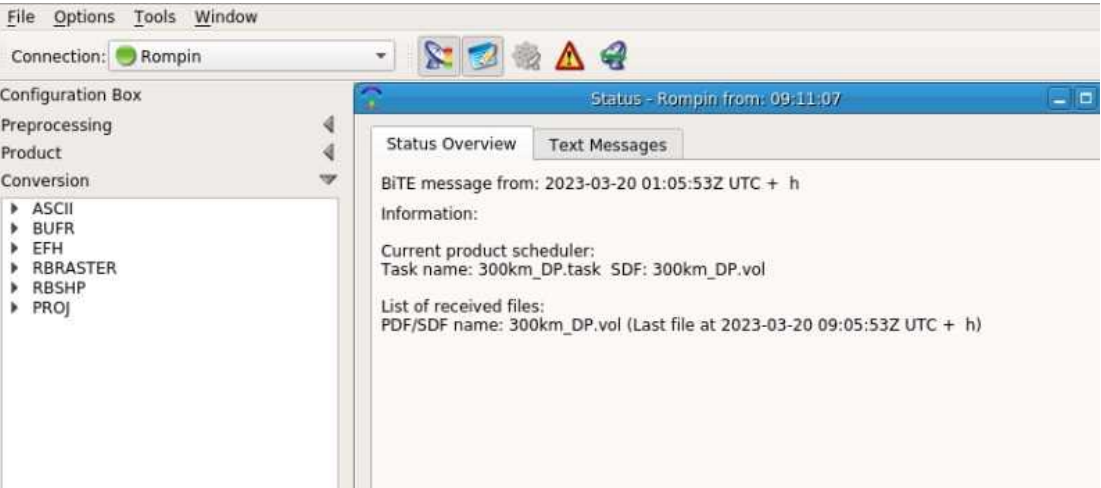 File Options Tools Window
Connection: Rompin
Configuration Box
Preprocessing
Product
Conversion
ASCII
BUFR
EFH
RBRASTER
RBSHP
PROJ
Status - Rompin from: 09:11:07
Status Overview Text Messages
BiTE message from: 2023-03-20 01:05:53Z UTC + h
Information:
Current product scheduler:
Task name: 300km_DP.task SDF: 300km_DP.vol
List of received files:
PDF/SDF name: 300km_DP.vol (Last file at 2023-03-20 09:05:53Z UTC + h)